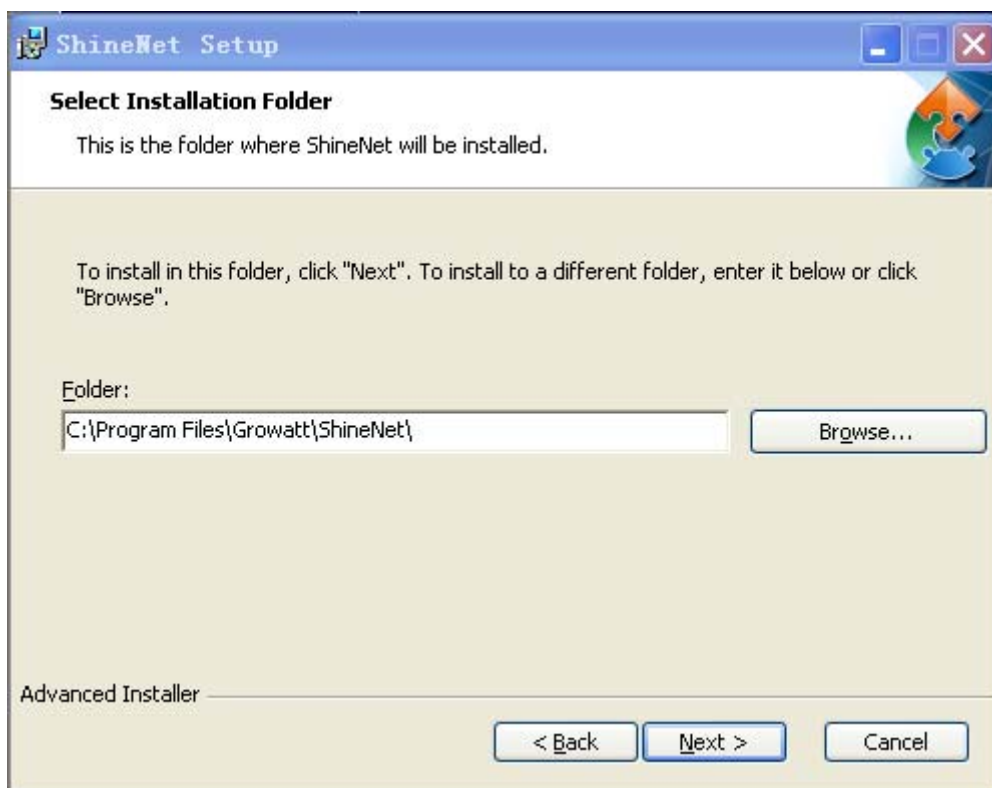 ShineNet Setup
Select Installation Folder
This is the folder where ShineNet will be installed.
To install in this folder, click "Next". To install to a different folder, enter it below or click
"Browse".
Folder:
C:\Program Files\Growatt\ShineNet\
Browse...
Advanced Installer
< Back
Next >
Cancel